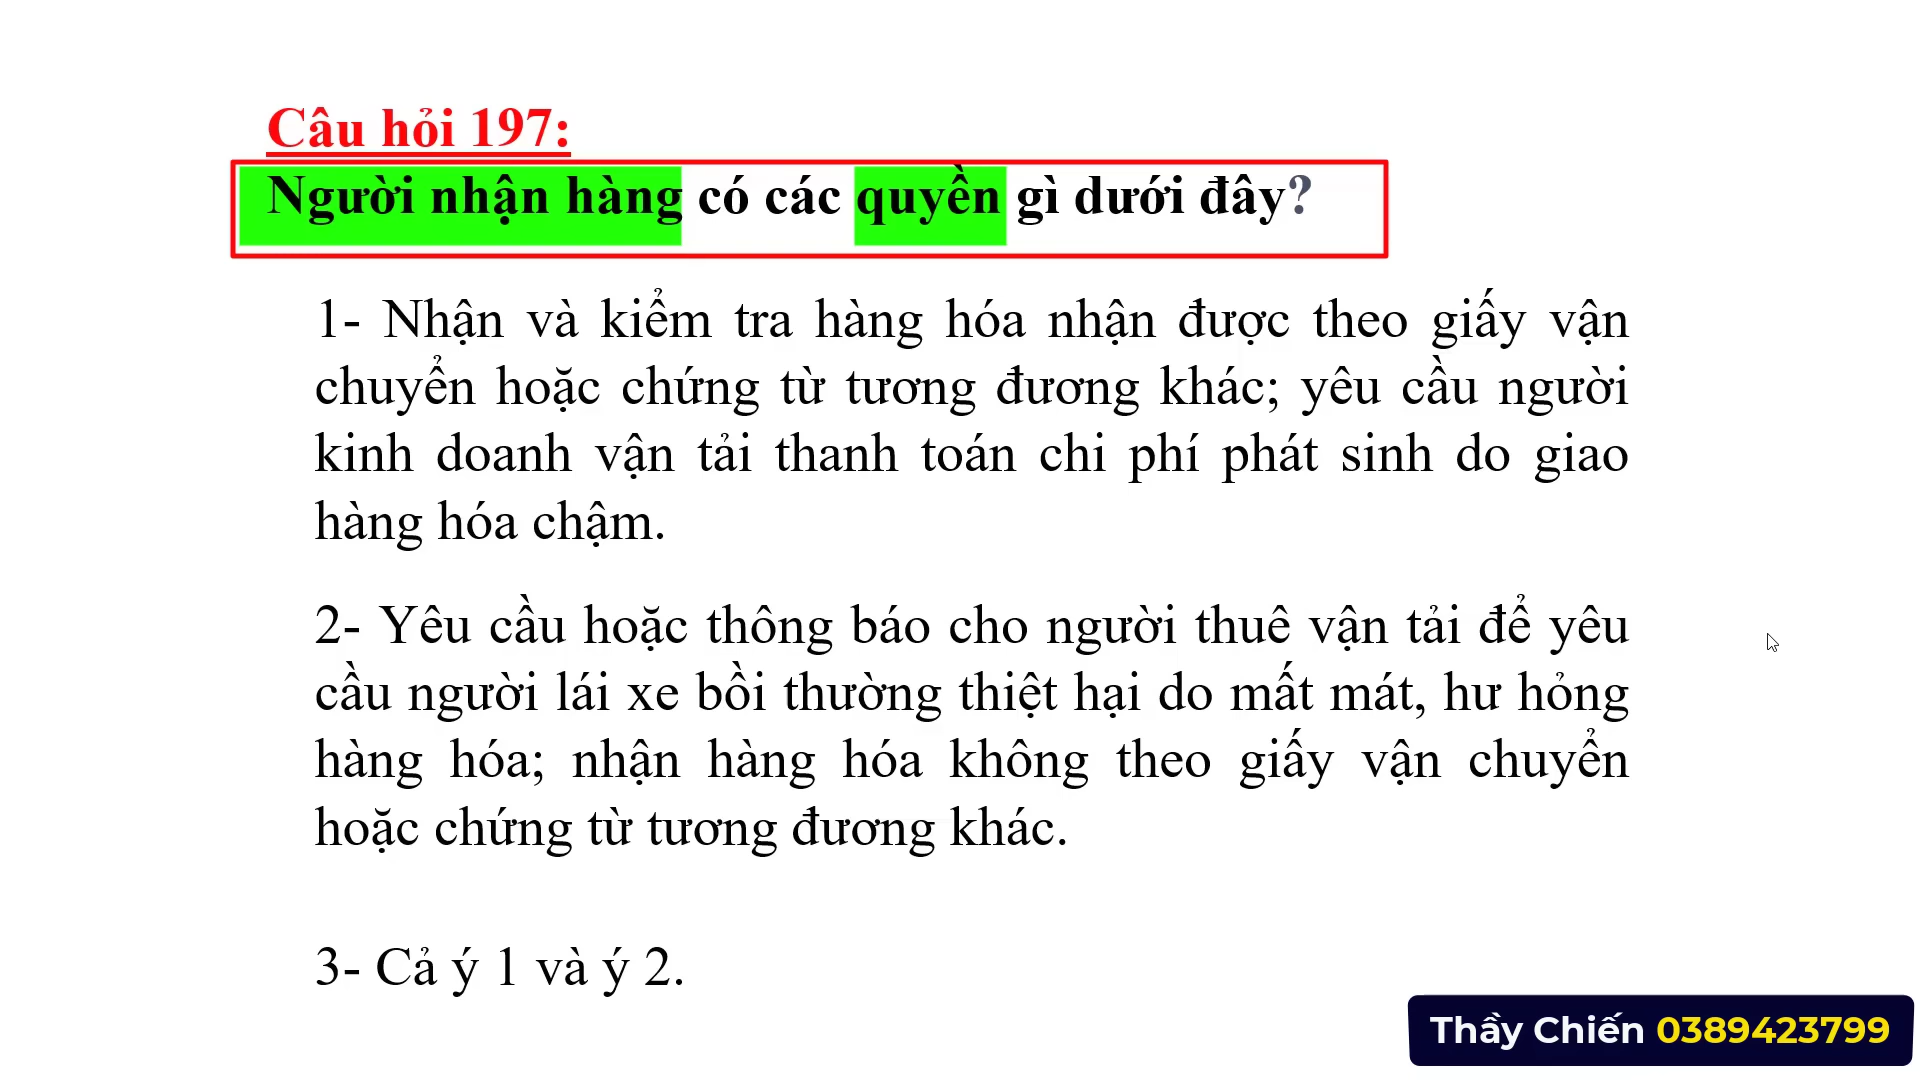 Câu hỏi 197:
Người nhận hàng có các quyền gì dưới đây?
1- Nhận và kiểm tra hàng hóa nhận được theo giấy vận
chuyển hoặc chứng từ tương đương khác; yêu cầu người
kinh doanh vận tải thanh toán chi phí phát sinh do giao
hàng hóa chậm.
2- Yêu cầu hoặc thông báo cho người thuê vận tải để yêu
cầu người lái xe bồi thường thiệt hại do mất mát, hư hỏng
hàng hóa; nhận hàng hóa không theo giấy vận chuyển
hoặc chứng từ tương đương khác.
3- Cả ý 1 và ý 2.
Thầy Chiến 0389423799